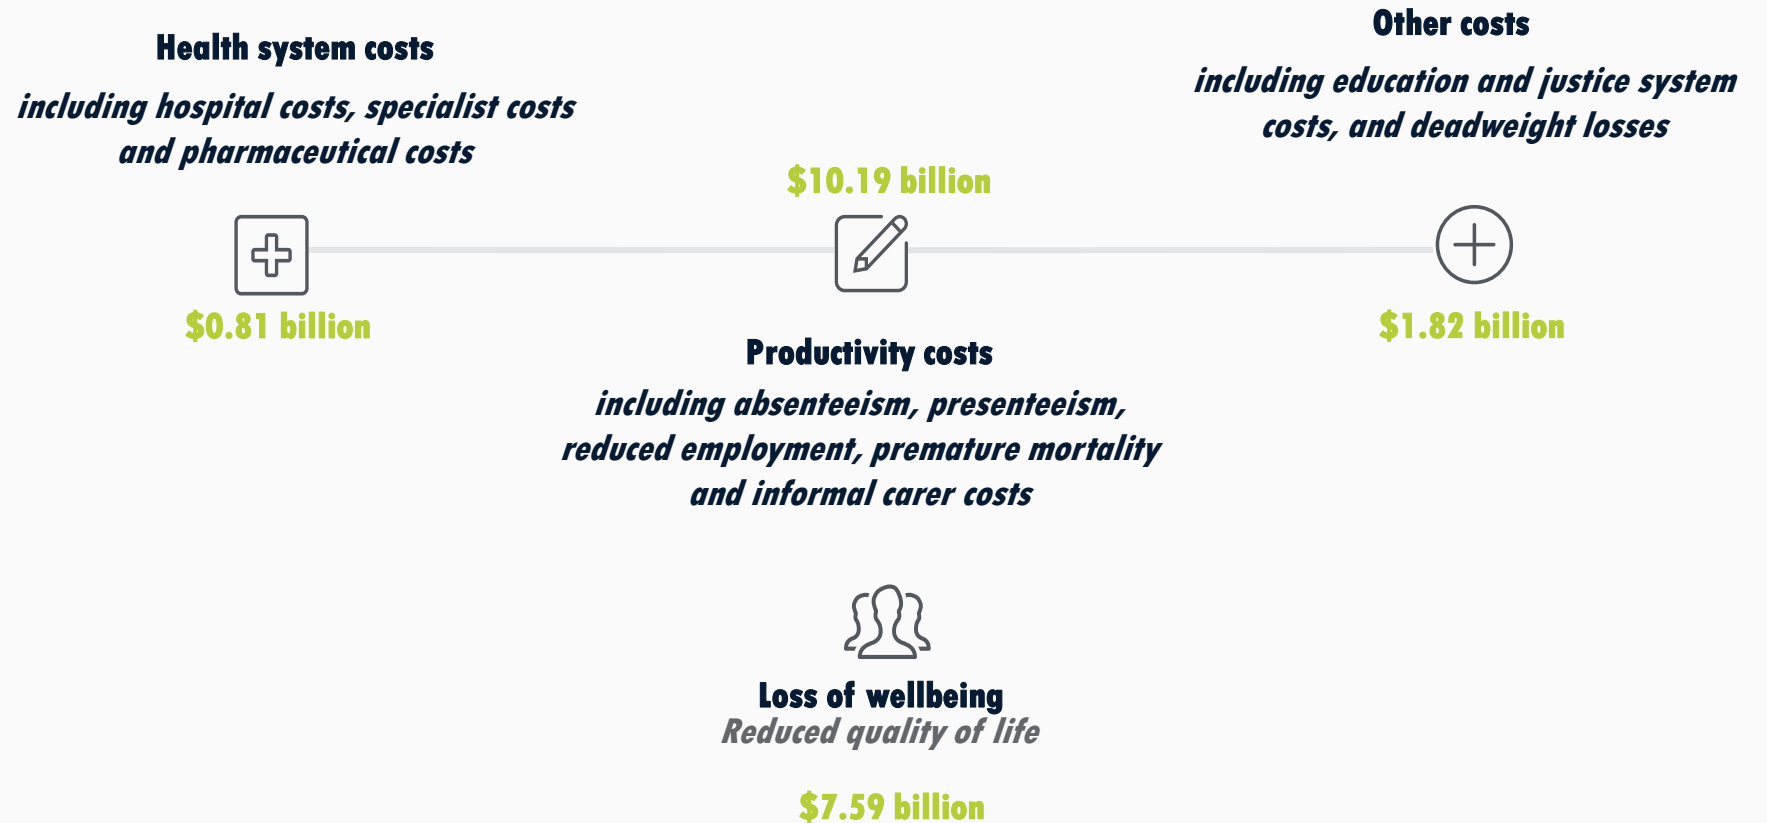 Health system costs
including hospital costs, specialist costs
and pharmaceutical costs
$0.81 billion
$10.19 billion
Productivity costs
including absenteeism, presenteeism,
reduced employment, premature mortality
and informal carer costs
Other costs
including education and justice system
costs, and deadweight losses
$1.82 billion
Loss of wellbeing
Reduced quality of life
$7.59 billion